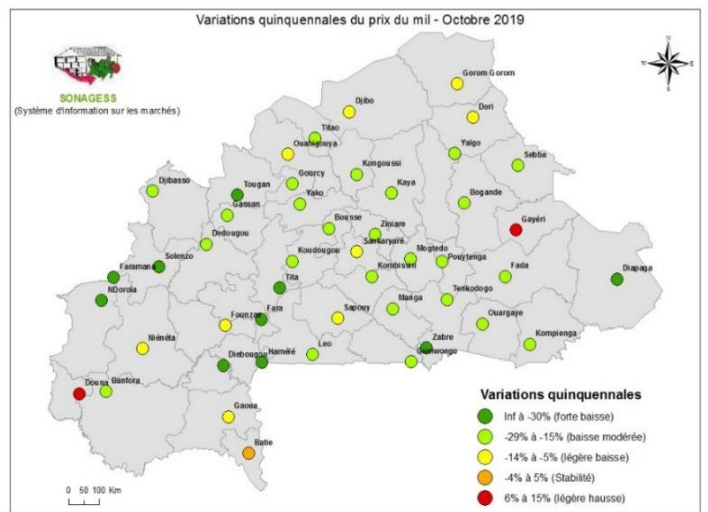 Variations quinquennales du prix du mil - Octobre 2019
SONAGESS
(Système d'information sur les marchés)
Gorom Gorom
Djibo
Dori
Titao
Ouahigouya
Yalgo
Sebba
Kongoussi
Djibasso
Tougan
Gourcy
Kaya
Bogande
Gassan
Yako
Gayéri
Bousse
Ziniare
Dedougou
Sankaryaré
Koudougou
Mogtedo
Pouytenga
Solenzo
Faramana
Kombissiri
Fada
Diapaga
Tita
NDorola
Tenkodogo
Manga
Founzan
Fara
Sapouy
Ouargaye
Niénéta
Zabre
Kompienga
Leo
Diebougou
Hamélé
Guelwongo
Douna
Banfora
Gaoua
Batie
Variations quinquennales
Inf à -30% (forte baisse)
-29% à -15% (baisse modérée)
-14% à -5% (légère baisse)
-4% à 5% (Stabilité)
6% à 15% (légère hausse)
0 50 100 Km